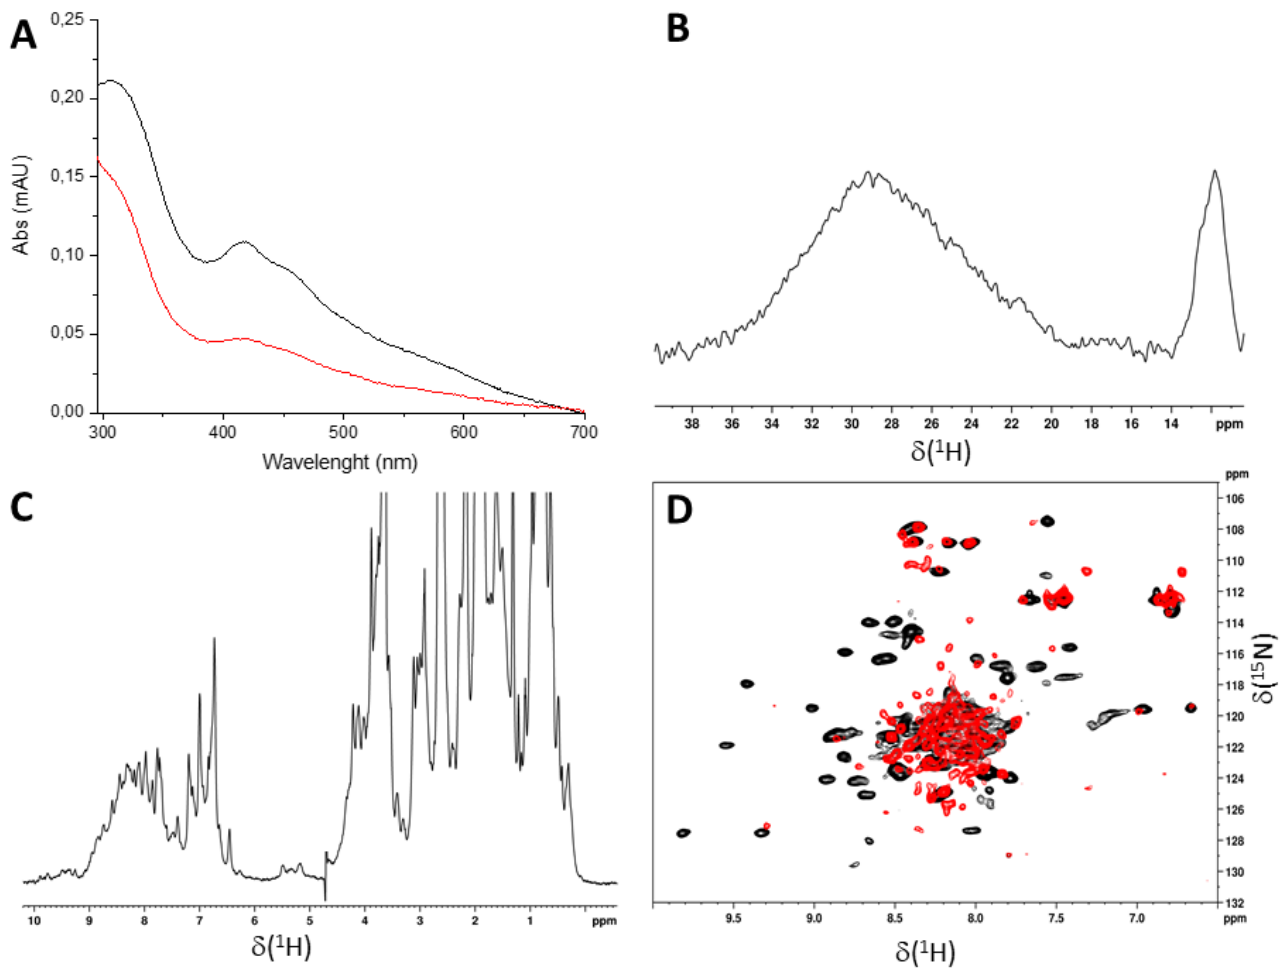 A
0,25
0,20
0,15
0,10
0,05
0,00
Abs (mAU)
300 400 500 600 700
Wavelenght (nm)
B
38 36 34 32 30 28 26 24 22 20 18 16 14 ppm
δ(¹H)
C
10 9 8 7 6 5 4 3 2 1 ppm
δ(¹H)
D
ppm
106
108
110
112
114
116
118
120
122
124
126
128
130
132
δ(¹⁵N)
9.5 9.0 8.5 8.0 7.5 7.0 ppm
δ(¹H)